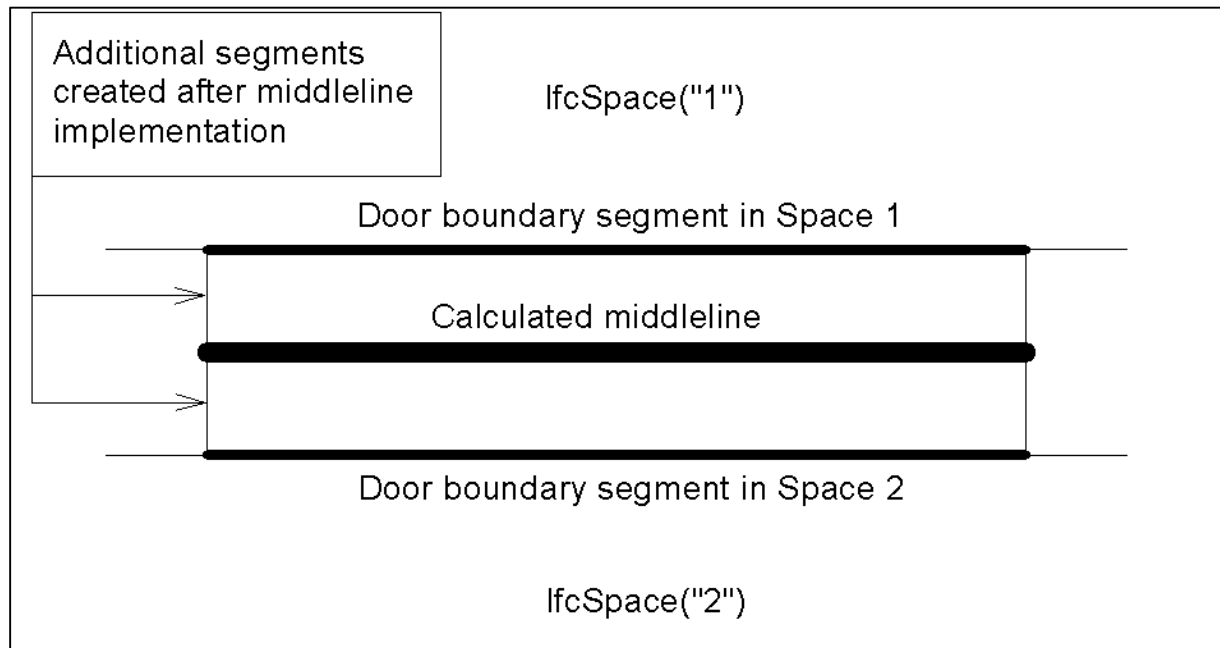 Additional segments
created after middleline
implementation
IfcSpace("1")
Door boundary segment in Space 1
Calculated middleline
Door boundary segment in Space 2
IfcSpace("2")